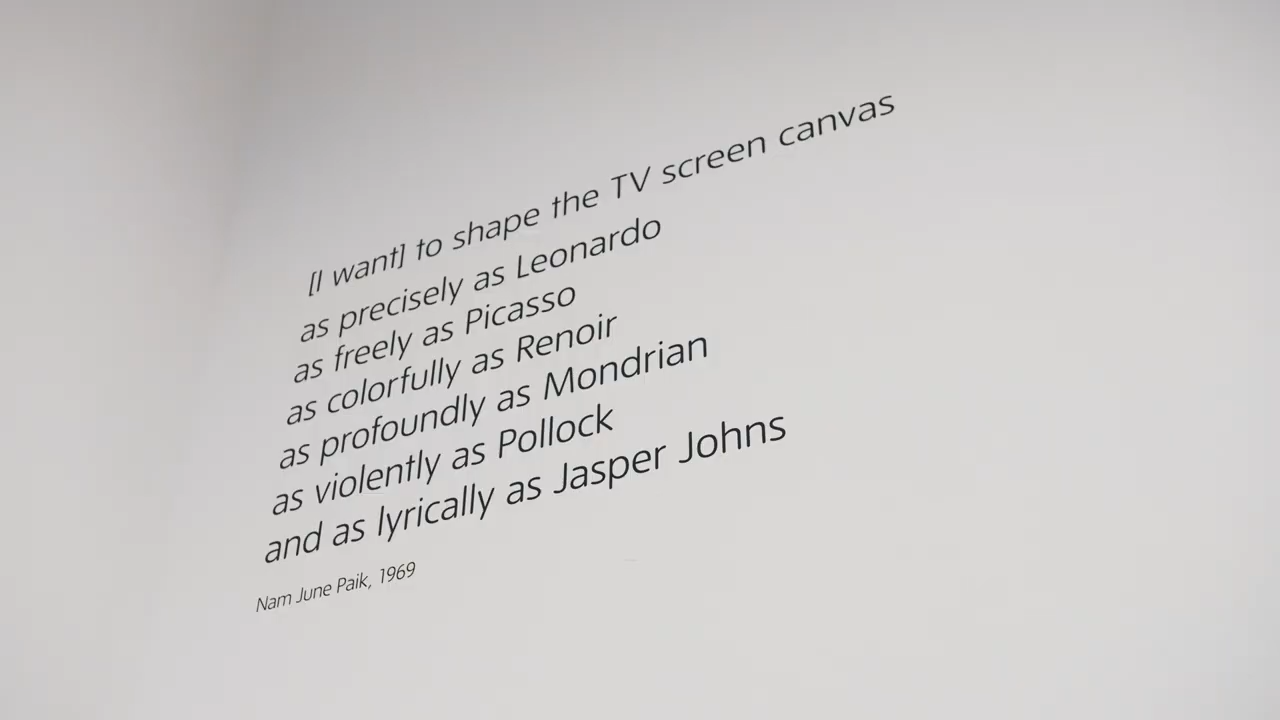 [I want] to shape the TV screen canvas
as precisely as Leonardo
as freely as Picasso
as colorfully as Renoir
as profoundly as Mondrian
as violently as Pollock
and as lyrically as Jasper Johns
Nam June Paik, 1969